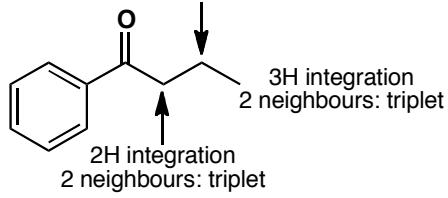 O
3H integration
2 neighbours: triplet
2H integration
2 neighbours: triplet